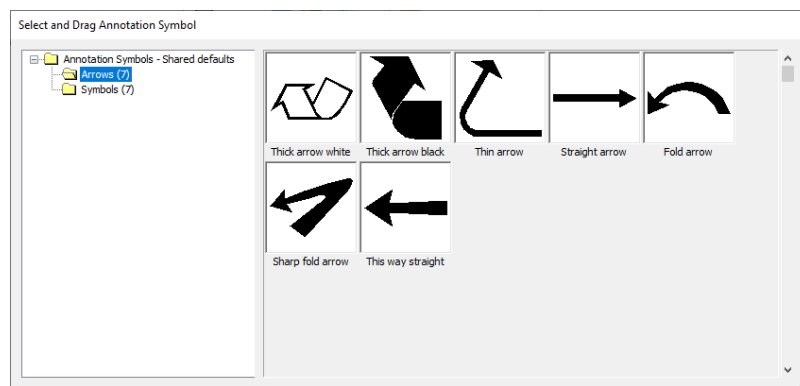 Select and Drag Annotation Symbol
Annotation Symbols - Shared defaults
Arrows (7)
Symbols (7)
Thick arrow white
Thick arrow black
Thin arrow
Straight arrow
Fold arrow
Sharp fold arrow
This way straight